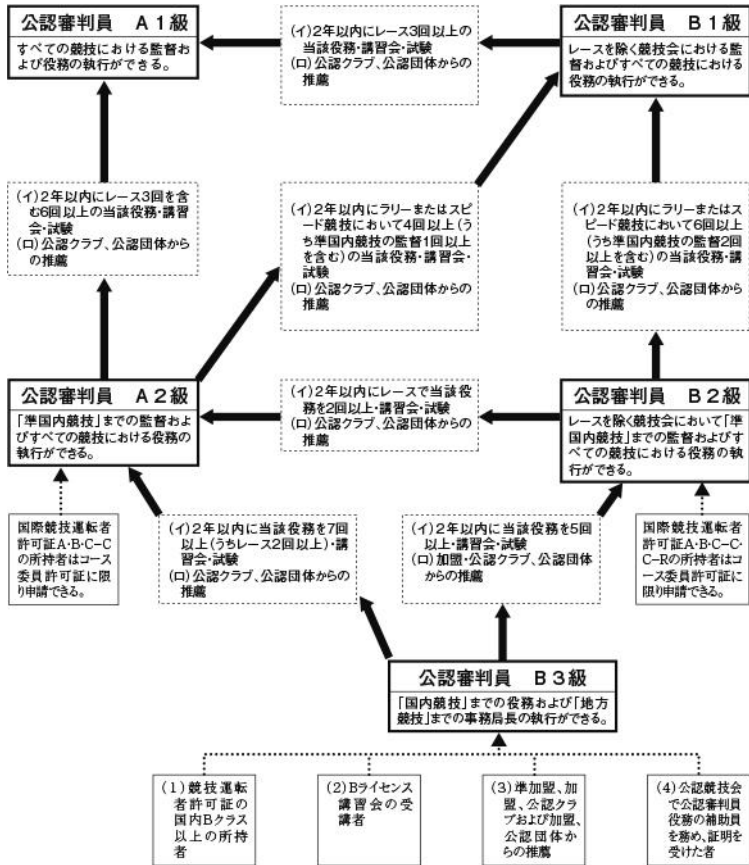 公認審判員 A1級
すべての競技における監督お
よび役務の執行ができる。
(イ)2年以内にレース3回以上の
当該役務・講習会・試験
(ロ)公認クラブ、公認団体からの
推薦
公認審判員 B1級
レースを除く競技会における監
督およびすべての競技における
役務の執行ができる。
(イ)2年以内にレース3回を含
む6回以上の当該役務・講習
会・試験
(ロ)公認クラブ、公認団体から
の推薦
(イ)2年以内にラリーまたはスピ
ード競技において4回以上(う
ち準国内競技の監督1回以上
を含む)の当該役務・講習会・
試験
(ロ)公認クラブ、公認団体からの
推薦
(イ)2年以内にラリーまたはス
ピード競技において6回以上
(うち準国内競技の監督2回
以上を含む)の当該役務・講
習会・試験
(ロ)公認クラブ、公認団体から
の推薦
公認審判員 A2級
「準国内競技」までの監督およ
びすべての競技における役務の
執行ができる。
(イ)2年以内にレースで当該役
務を2回以上・講習会・試験
(ロ)公認クラブ、公認団体からの
推薦
公認審判員 B2級
レースを除く競技会において「準
国内競技」までの監督およびす
べての競技における役務の執
行ができる。
国際競技運転者
許可証A・B・C-C
の所持者はコース
委員許可証に限
り申請できる。
(イ)2年以内に当該役務を7回
以上(うちレース2回以上)・講
習会・試験
(ロ)公認クラブ、公認団体からの
推薦
(イ)2年以内に当該役務を5回
以上・講習会・試験
(ロ)加盟・公認クラブ、公認団体
からの推薦
国際競技運転者
許可証A・B・C-C・
C-Rの所持者はコ
ース委員許可証に
限り申請できる。
公認審判員 B3級
「国内競技」までの役務および「地方
競技」までの事務局長の執行ができる。
(1)競技運転
者許可証の
国内Bクラス
以上の所持
者
(2)Bライセンス
講習会の受
講者
(3)準加盟、加
盟、公認クラ
ブおよび加盟、
公認団体か
らの推薦
(4)公認競技会
で公認審判員
役務の補助員
を務め、証明を
受けた者